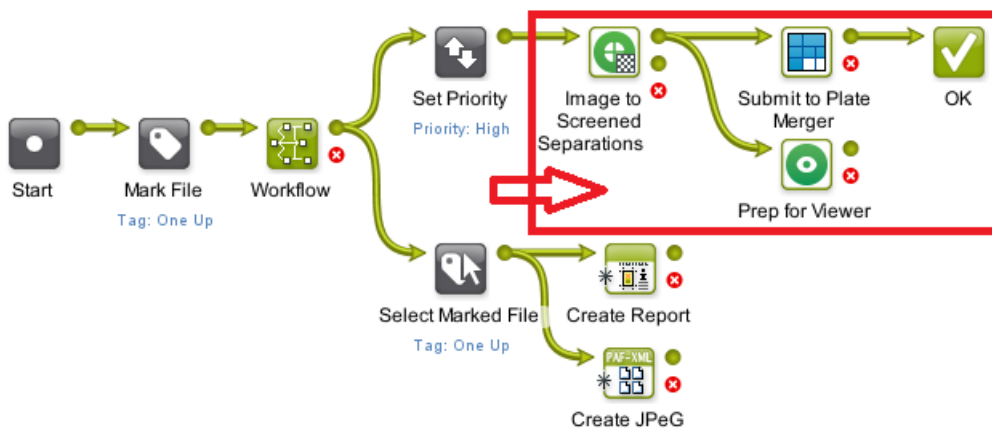 Set Priority
Priority: High
Image to
Screened
Separations
Submit to Plate
Merger
OK
Start
Mark File
Tag: One Up
Workflow
Prep for Viewer
Select Marked File
Tag: One Up
Create Report
PAF-XML
Create JPeG